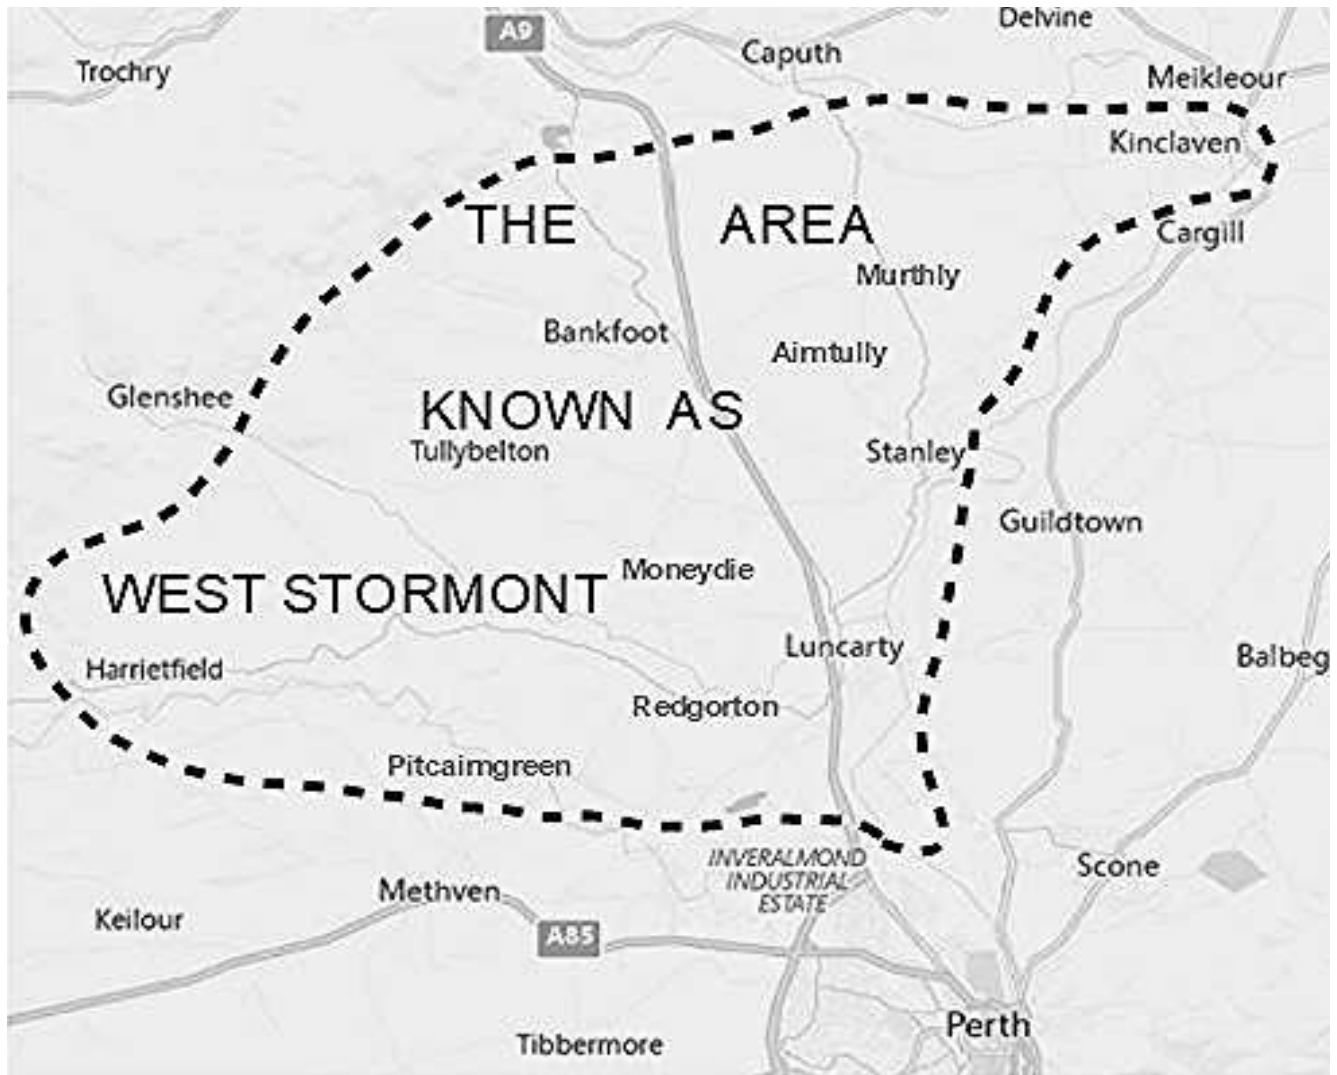 Delvine
A9
Caputh
Trochry
Meikleour
Kinclaven
THE AREA
Cargill
Murthly
Bankfoot
Aimtully
Glenshee
KNOWN AS
Tullybelton
Stanley
Guildtown
Moneydie
WEST STORMONT
Luncarty
Balbeg
Harrietfield
Redgorton
Pitcairngreen
INVERALMOND
INDUSTRIAL
ESTATE
Scone
Methven
Keilour
A85
Perth
Tibbermore